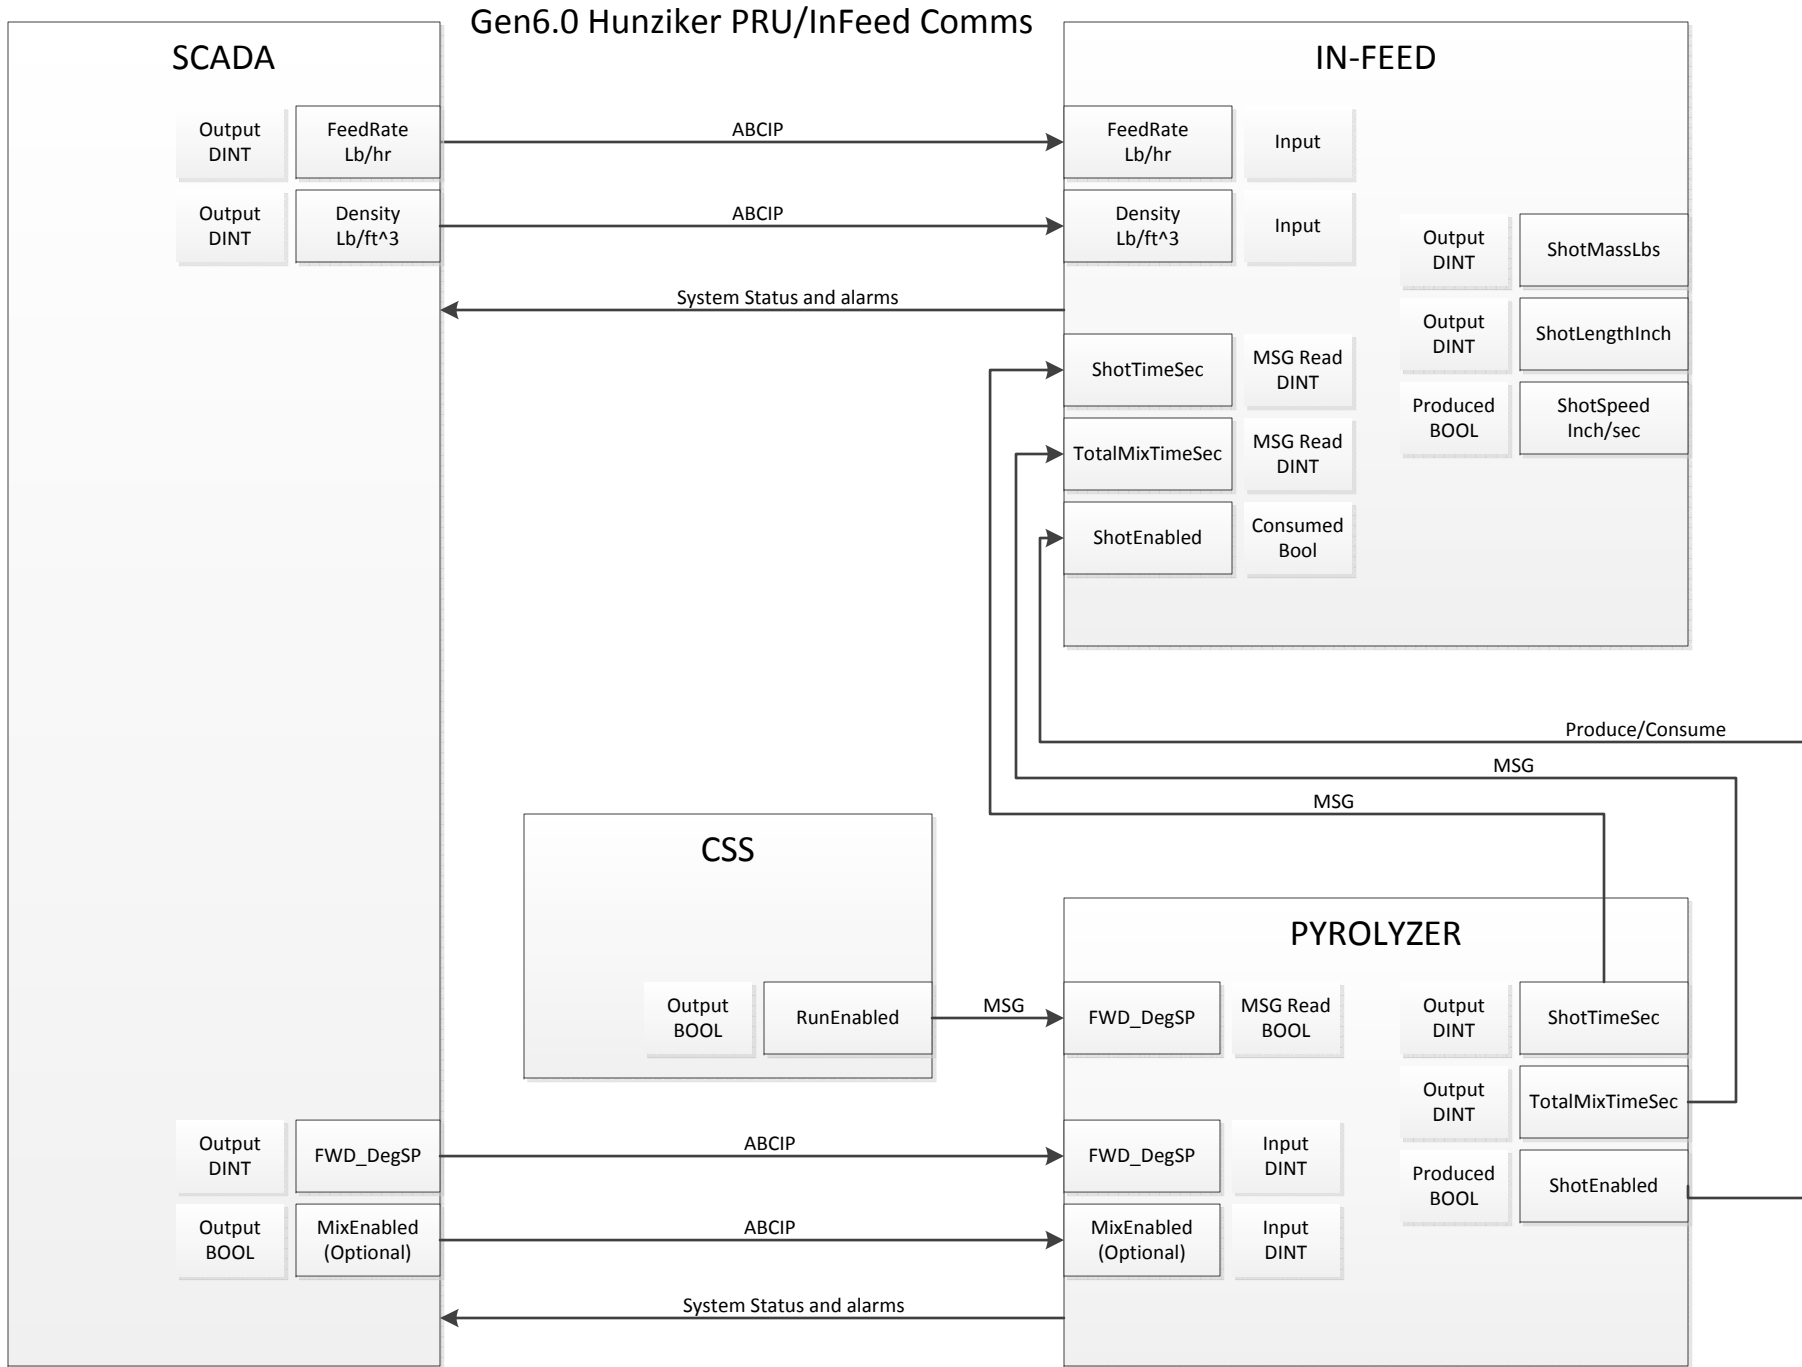 Gen6.0 Hunziker PRU/InFeed Comms
SCADA
Output
DINT
FeedRate
Lb/hr
Output
DINT
Density
Lb/ft^3
ABCIP
ABCIP
System Status and alarms
IN-FEED
FeedRate
Lb/hr
Input
Density
Lb/ft^3
Input
Output
DINT
ShotMassLbs
Output
DINT
ShotLengthInch
ShotTimeSec
MSG Read
DINT
Produced
BOOL
ShotSpeed
Inch/sec
TotalMixTimeSec
MSG Read
DINT
ShotEnabled
Consumed
Bool
Produce/Consume
MSG
MSG
CSS
Output
BOOL
RunEnabled
MSG
PYROLYZER
FWD_DegSP
MSG Read
BOOL
Output
DINT
ShotTimeSec
Output
DINT
TotalMixTimeSec
Output
DINT
FWD_DegSP
ABCIP
FWD_DegSP
Input
DINT
Produced
BOOL
ShotEnabled
Output
BOOL
MixEnabled
(Optional)
ABCIP
MixEnabled
(Optional)
Input
DINT
System Status and alarms